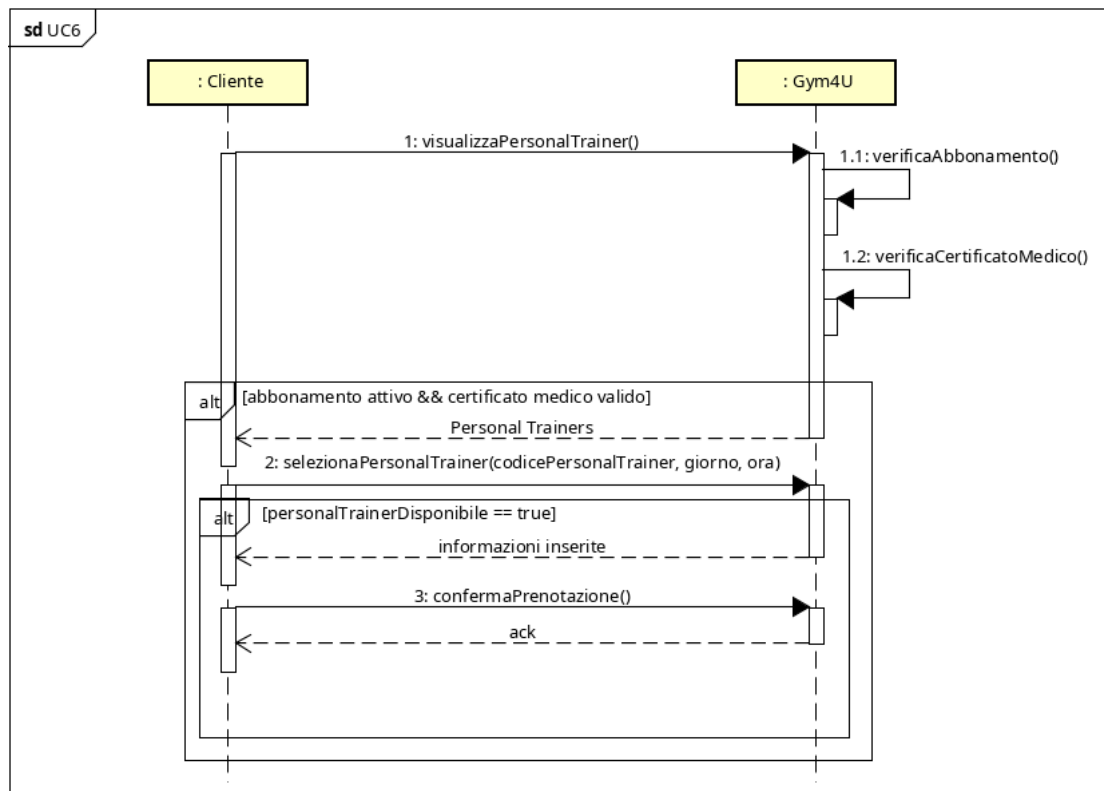 sd UC6
: Cliente
: Gym4U
1: visualizzaPersonalTrainer()
1.1: verificaAbbonamento()
1.2: verificaCertificatoMedico()
alt
[abbonamento attivo && certificato medico valido]
Personal Trainers
2: selezionaPersonalTrainer(codicePersonalTrainer, giorno, ora)
alt
[personalTrainerDisponibile == true]
informazioni inserite
3: confermaPrenotazione()
ack